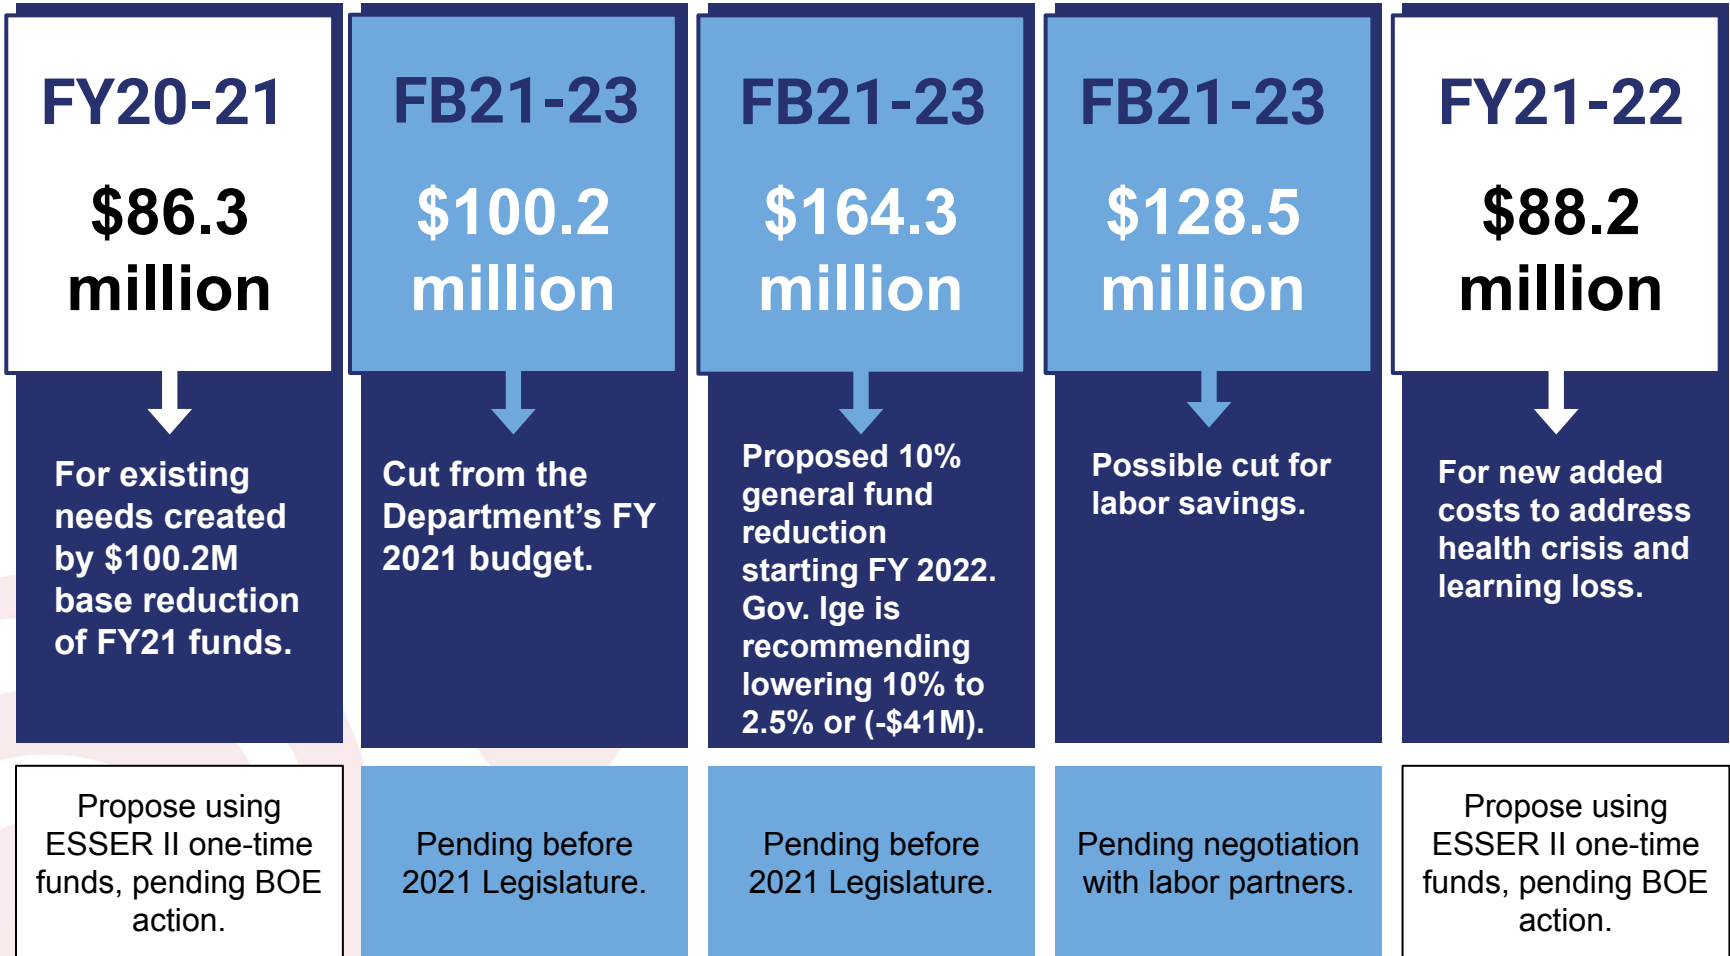 FY20-21
$86.3
million
For existing
needs created
by $100.2M
base reduction
of FY21 funds.
Propose using
ESSER II one-time
funds, pending BOE
action.
FB21-23
$100.2
million
Cut from the
Department’s FY
2021 budget.
Pending before
2021 Legislature.
FB21-23
$164.3
million
Proposed 10%
general fund
reduction
starting FY 2022.
Gov. Ige is
recommending
lowering 10% to
2.5% or (-$41M).
Pending before
2021 Legislature.
FB21-23
$128.5
million
Possible cut for
labor savings.
Pending negotiation
with labor partners.
FY21-22
$88.2
million
For new added
costs to address
health crisis and
learning loss.
Propose using
ESSER II one-time
funds, pending BOE
action.